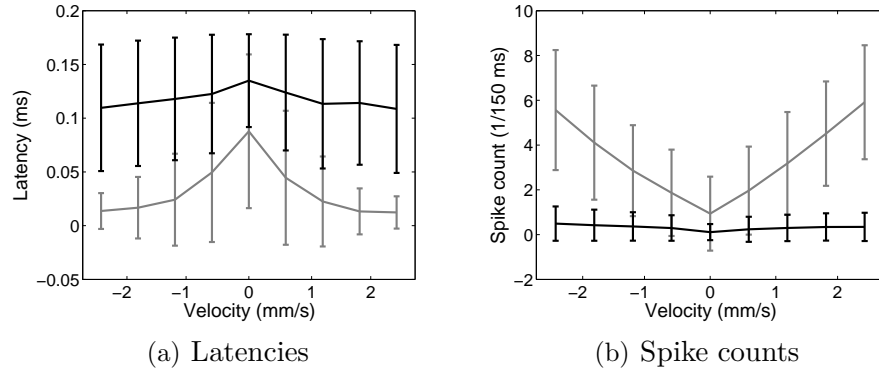 0.2
0.15
0.1
0.05
0
−0.05
Latency (ms)
−2 −1 0 1 2
Velocity (mm/s)
(a) Latencies
10
8
6
4
2
0
−2
Spike count (1/150 ms)
−2 −1 0 1 2
Velocity (mm/s)
(b) Spike counts